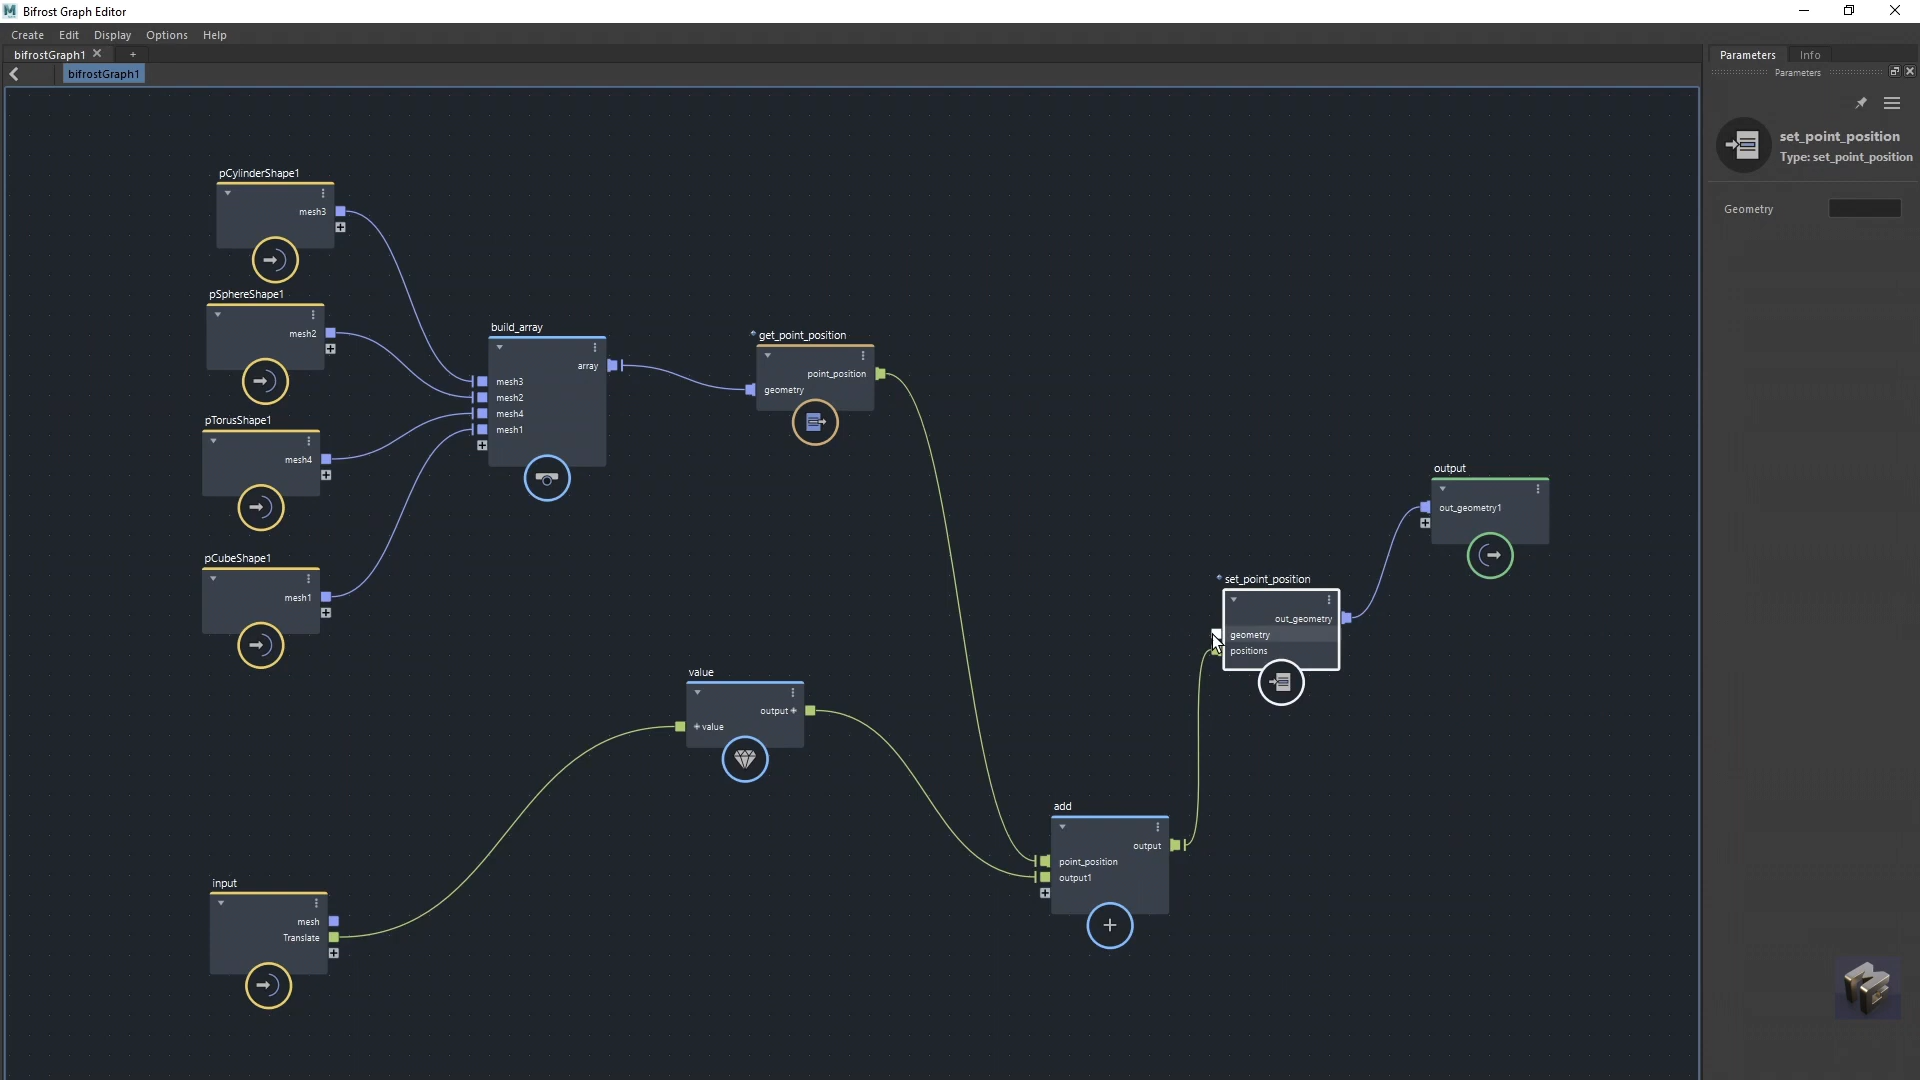 Bifrost Graph Editor
Create Edit Display Options Help
bifrostGraph1
bifrostGraph1
Parameters Info
Parameters
set_point_position
Type: set_point_position
Geometry
pCylinderShape1
mesh3
pSphereShape1
mesh2
pTorusShape1
mesh4
pCubeShape1
mesh1
build_array
array
mesh3
mesh2
mesh4
mesh1
get_point_position
point_position
geometry
output
out_geometry1
set_point_position
out_geometry
geometry
positions
value
output
value
add
output
point_position
output1
input
mesh
Translate